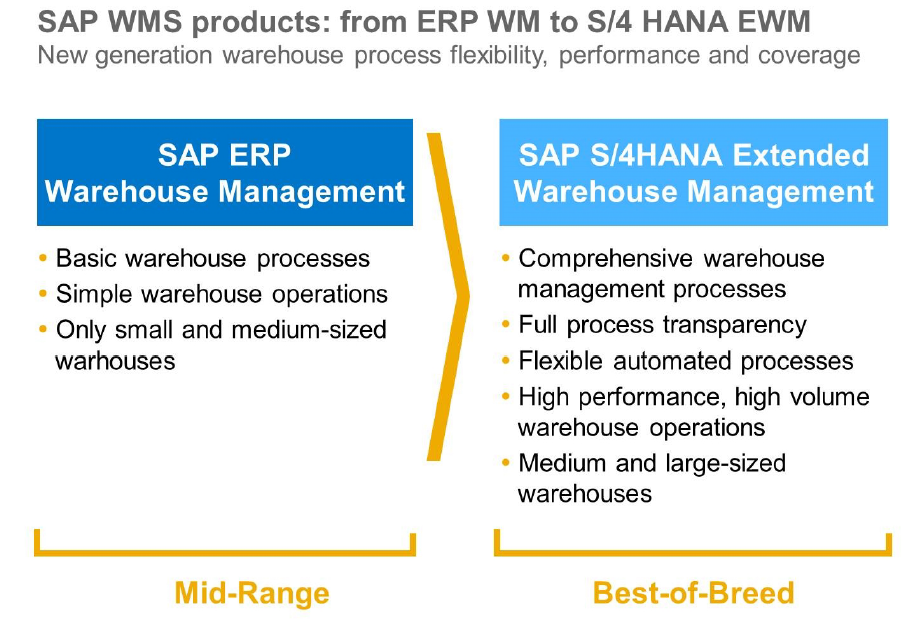 SAP WMS products: from ERP WM to S/4 HANA EWM
New generation warehouse process flexibility, performance and coverage
SAP ERP
Warehouse Management
• Basic warehouse processes
• Simple warehouse operations
• Only small and medium-sized
warhouses
Mid-Range
SAP S/4HANA Extended
Warehouse Management
• Comprehensive warehouse
management processes
• Full process transparency
• Flexible automated processes
• High performance, high volume
warehouse operations
• Medium and large-sized
warehouses
Best-of-Breed